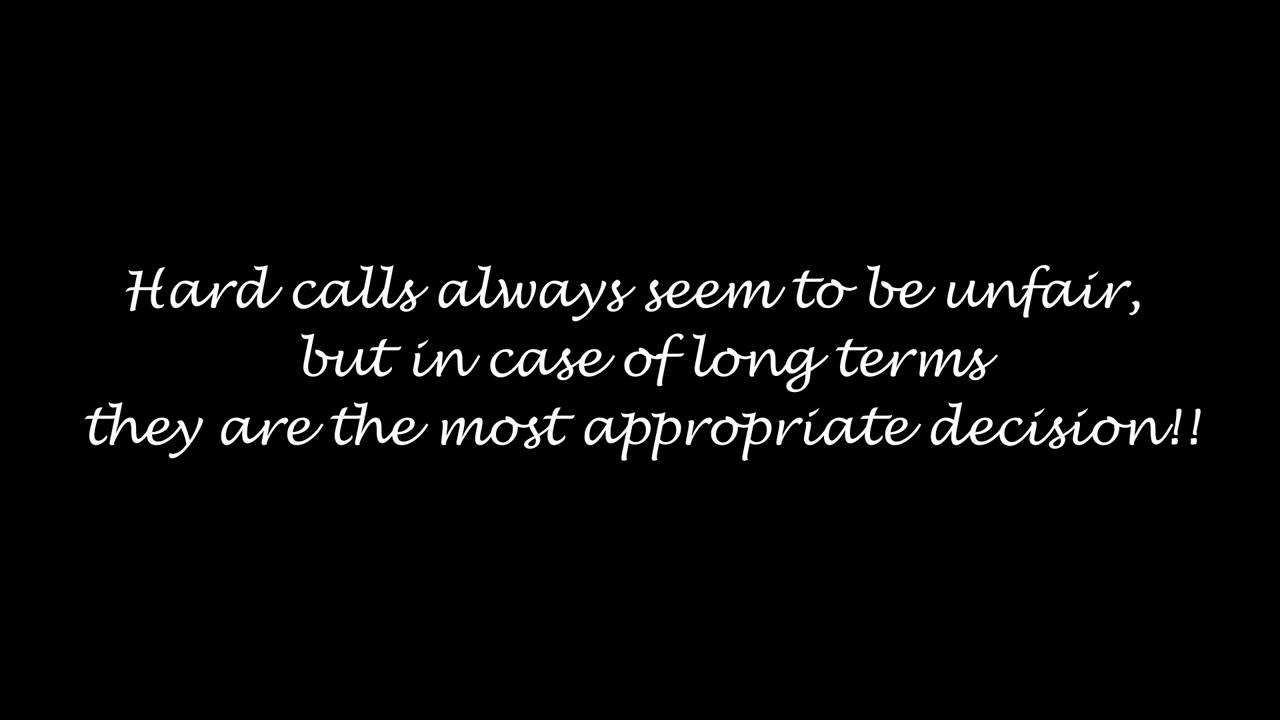 Hard calls always seem to be unfair,
but in case of long terms
they are the most appropriate decision!!